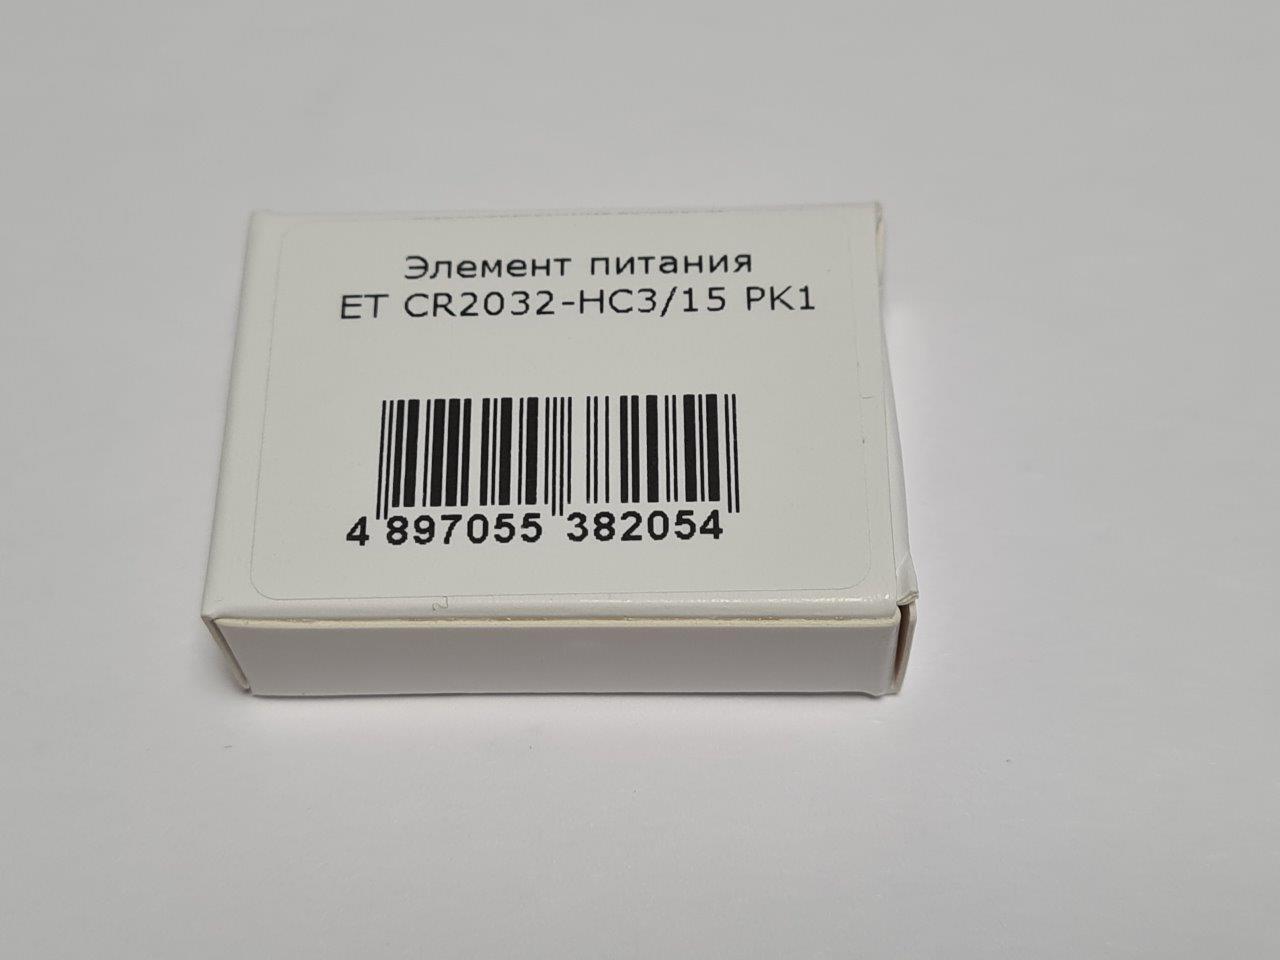 Элемент питания
ET CR2032-HC3/15 PK1
4 897055 382054